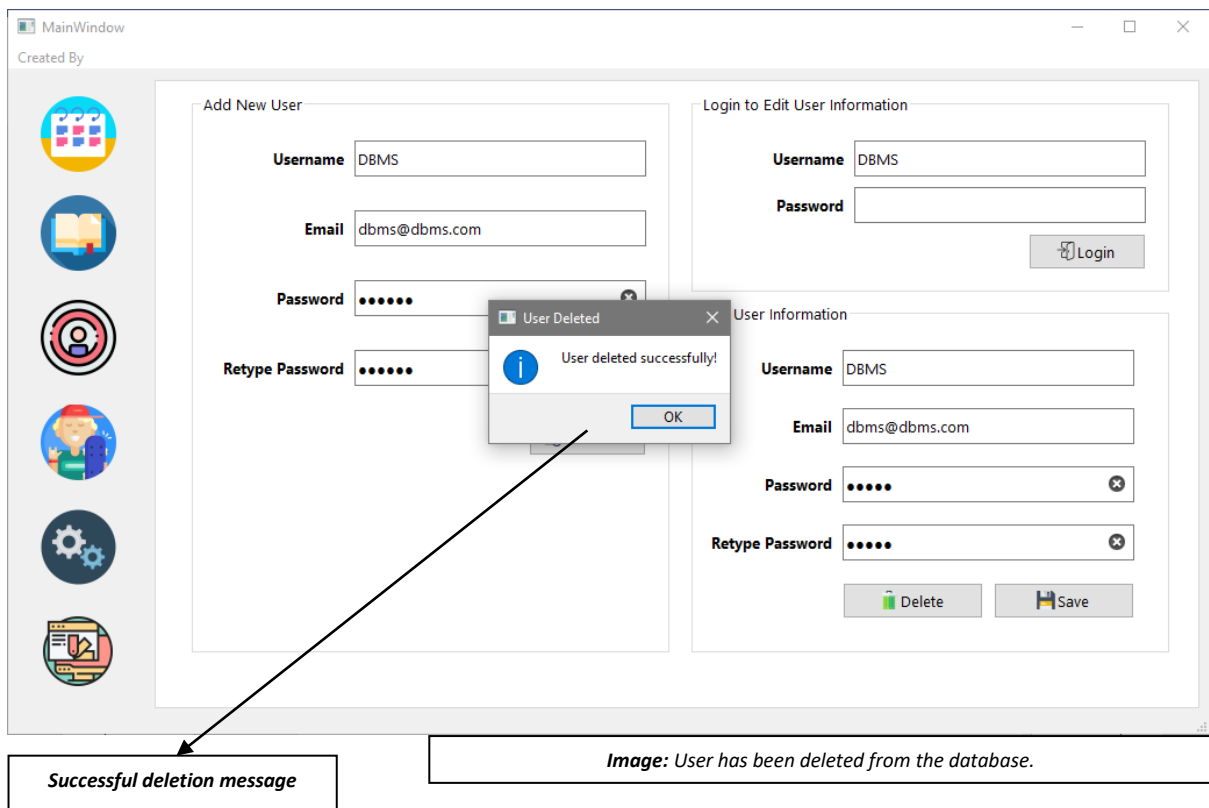 MainWindow
Created By
Add New User
Username DBMS
Email dbms@dbms.com
Password ●●●●●●
Retype Password ●●●●●●
Login to Edit User Information
Username DBMS
Password
Login
User Deleted
User deleted successfully!
OK
User Information
Username DBMS
Email dbms@dbms.com
Password ●●●●●
Retype Password ●●●●●
Delete
Save
Successful deletion message
Image: User has been deleted from the database.